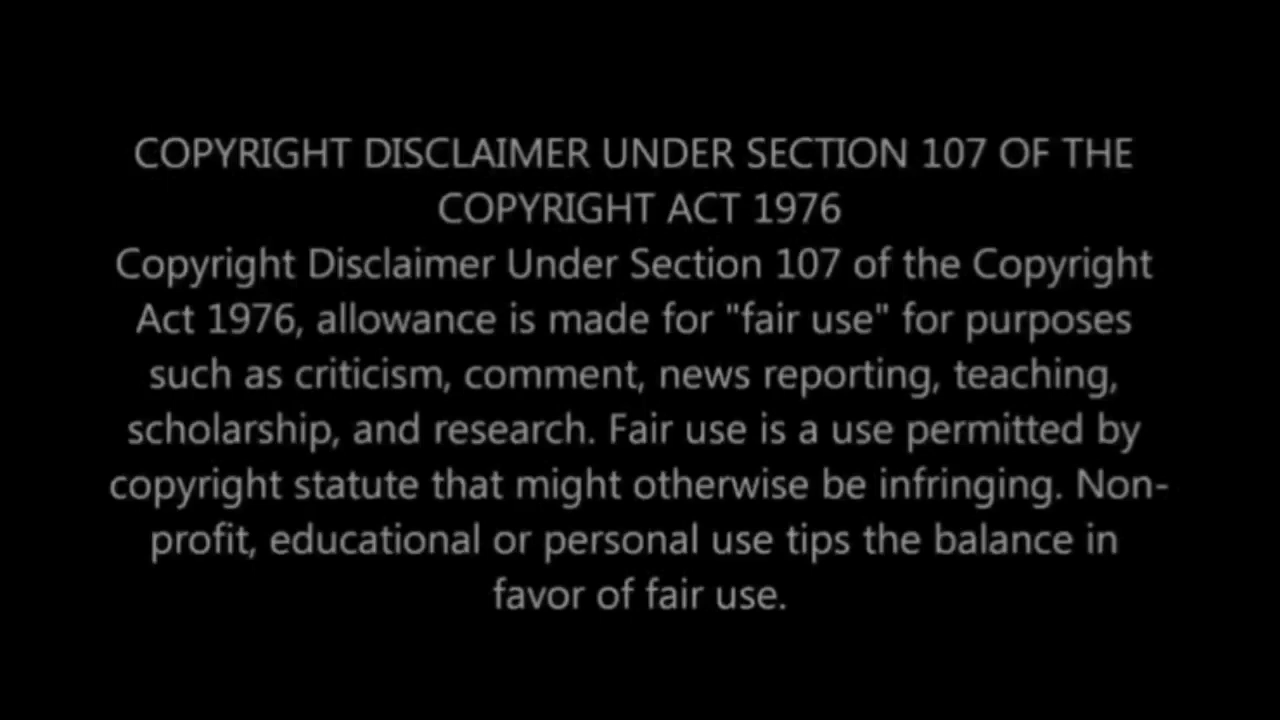 COPYRIGHT DISCLAIMER UNDER SECTION 107 OF THE
COPYRIGHT ACT 1976
Copyright Disclaimer Under Section 107 of the Copyright
Act 1976, allowance is made for "fair use" for purposes
such as criticism, comment, news reporting, teaching,
scholarship, and research. Fair use is a use permitted by
copyright statute that might otherwise be infringing. Non-
profit, educational or personal use tips the balance in
favor of fair use.